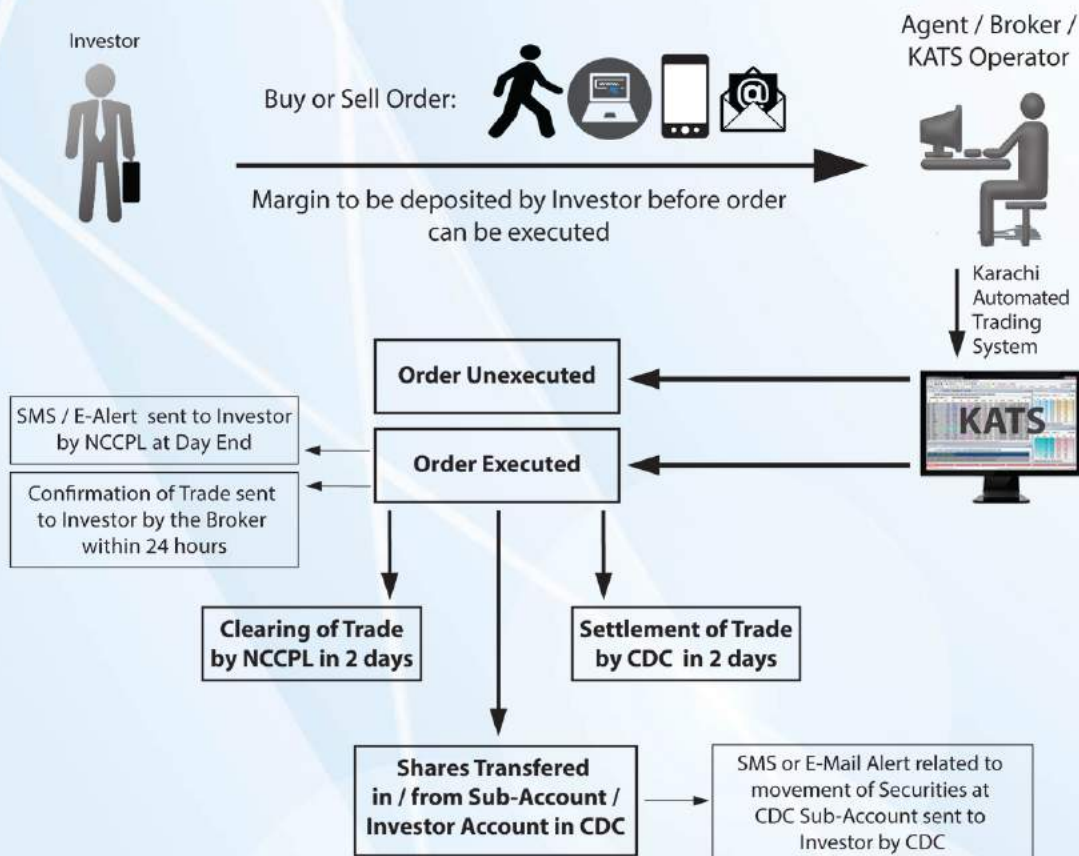 Investor
Buy or Sell Order:
@
Margin to be deposited by Investor before order
can be executed
Agent / Broker /
KATS Operator
Karachi
Automated
Trading
System
KATS
Order Unexecuted
Order Executed
SMS / E-Alert sent to Investor
by NCCPL at Day End
Confirmation of Trade sent
to Investor by the Broker
within 24 hours
Clearing of Trade
by NCCPL in 2 days
Settlement of Trade
by CDC in 2 days
Shares Transfered
in / from Sub-Account /
Investor Account in CDC
SMS or E-Mail Alert related to
movement of Securities at
CDC Sub-Account sent to
Investor by CDC